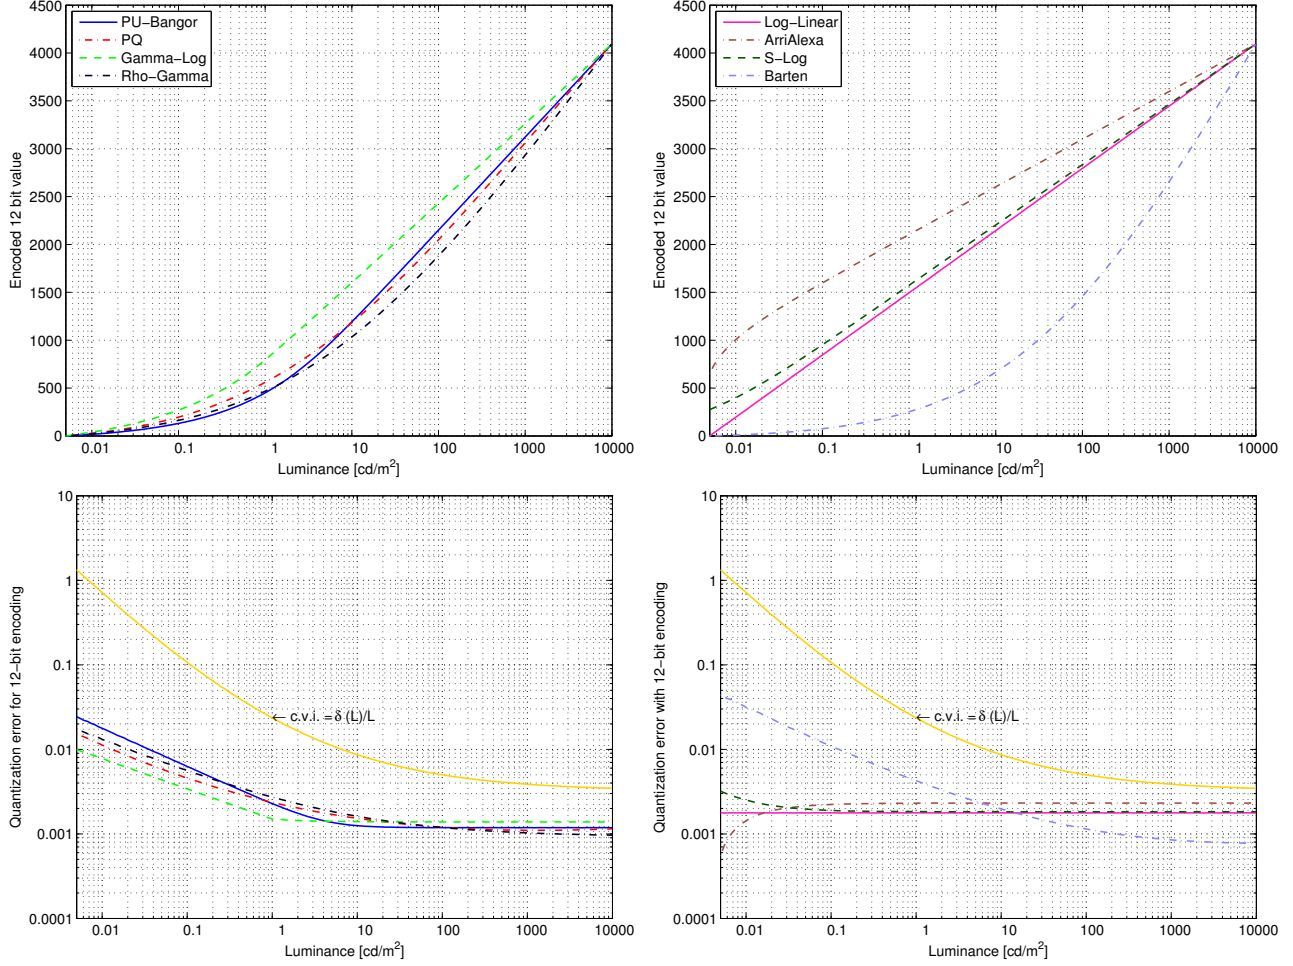 4500
4000
3500
3000
2500
2000
1500
1000
500
0
Encoded 12 bit value
PU−Bangor
PQ
Gamma−Log
Rho−Gamma
0.01 0.1 1 10 100 1000 10000
Luminance [cd/m²]
4500
4000
3500
3000
2500
2000
1500
1000
500
0
Encoded 12 bit value
Log−Linear
ArriAlexa
S−Log
Barten
0.01 0.1 1 10 100 1000 10000
Luminance [cd/m²]
10
1
0.1
0.01
0.001
0.0001
Quantization error for 12−bit encoding
← c.v.i. = δ (L)/L
0.01 0.1 1 10 100 1000 10000
Luminance [cd/m²]
10
1
0.1
0.01
0.001
0.0001
Quantization error with 12−bit encoding
← c.v.i. = δ (L)/L
0.01 0.1 1 10 100 1000 10000
Luminance [cd/m²]